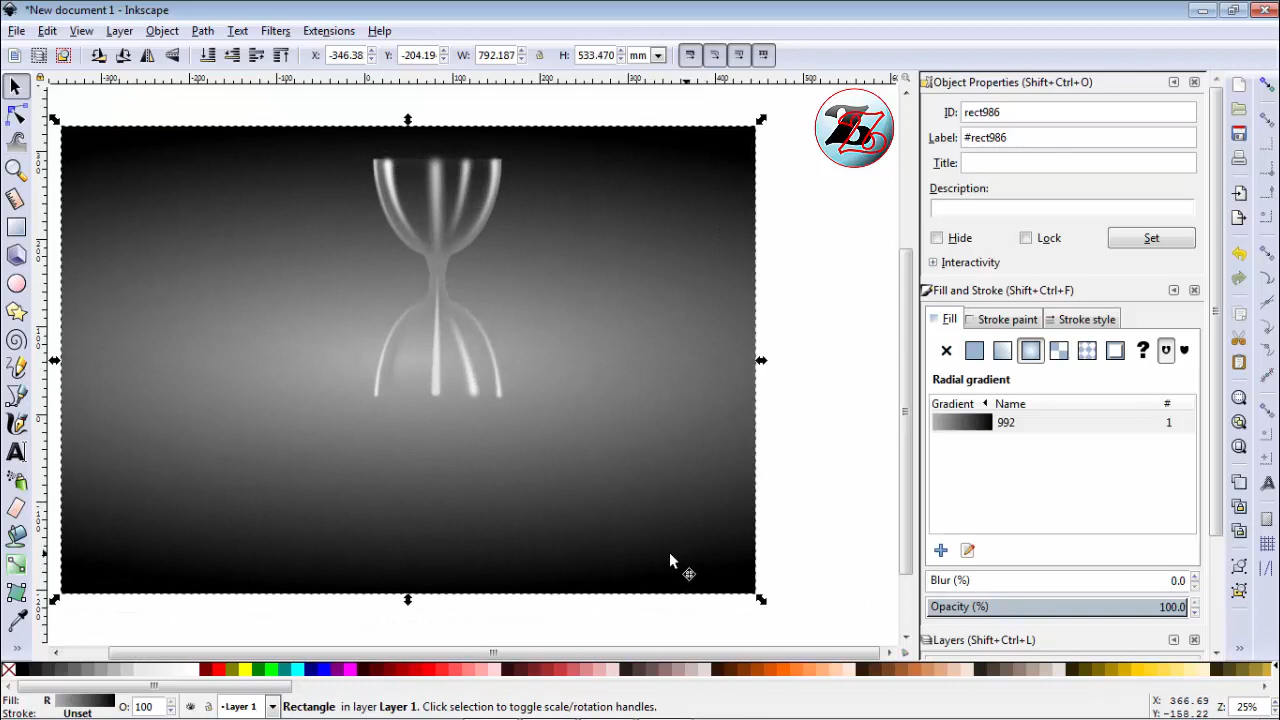 *New document1 - Inkscape
File Edit View Layer Object Path Text Filters Extensions Help
X: -346.38 Y: -204.19 W: 792.187 H: 533.470 mm
Object Properties (Shift+Ctrl+O)
ID: rect986
Label: #rect986
Title:
Description:
Hide Lock Set
Interactivity
Fill and Stroke (Shift+Ctrl+F)
Fill Stroke paint Stroke style
Radial gradient
Gradient Name #
992 1
Blur (%) 0.0
Opacity (%) 100.0
Layers (Shift+Ctrl+L)
Fill: R O: 100 Layer 1 Rectangle in layer Layer 1. Click selection to toggle scale/rotation handles. X: 366.69 Z: 25%
Stroke: Unset Y: -158.22